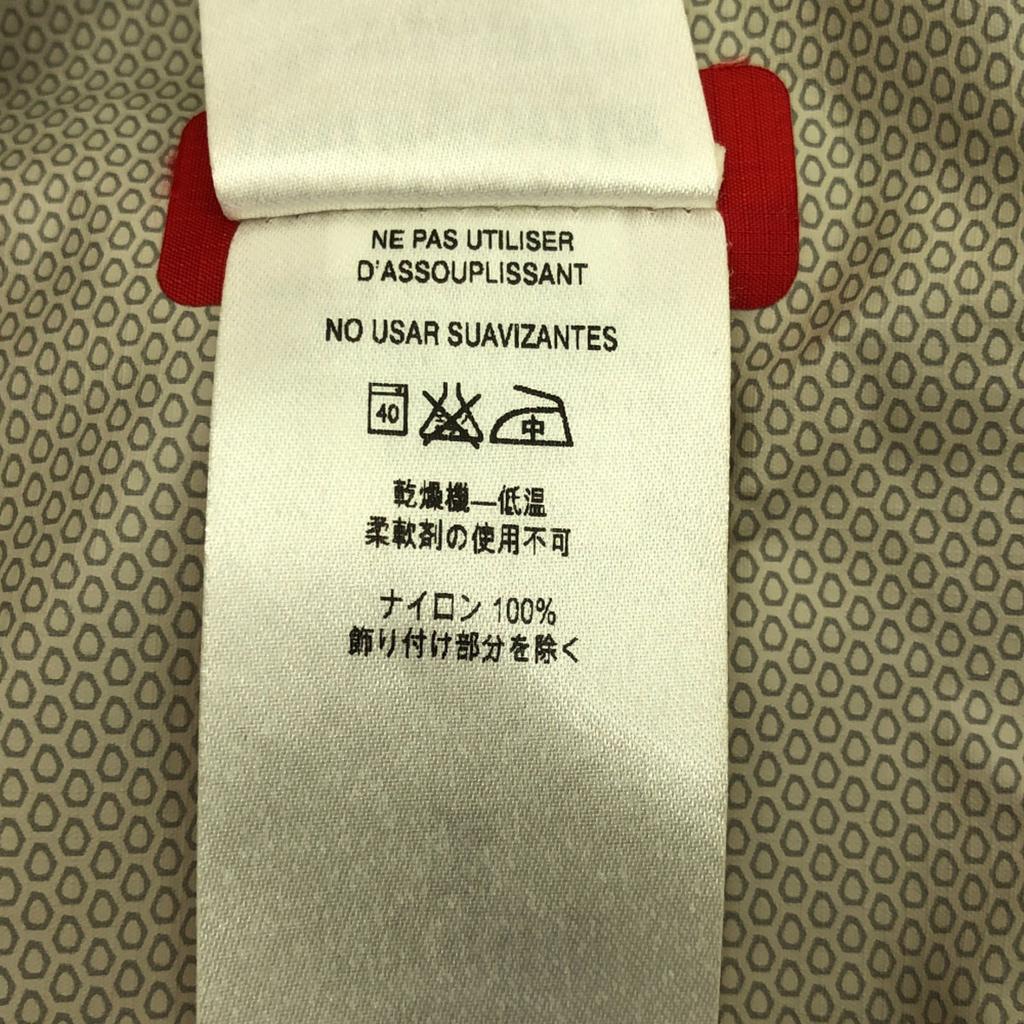 NE PAS UTILISER
D'ASSOUPLISSANT
NO USAR SUAVIZANTES
40 中
乾燥機—低温
柔軟剤の使用不可
ナイロン 100%
飾り付け部分を除く